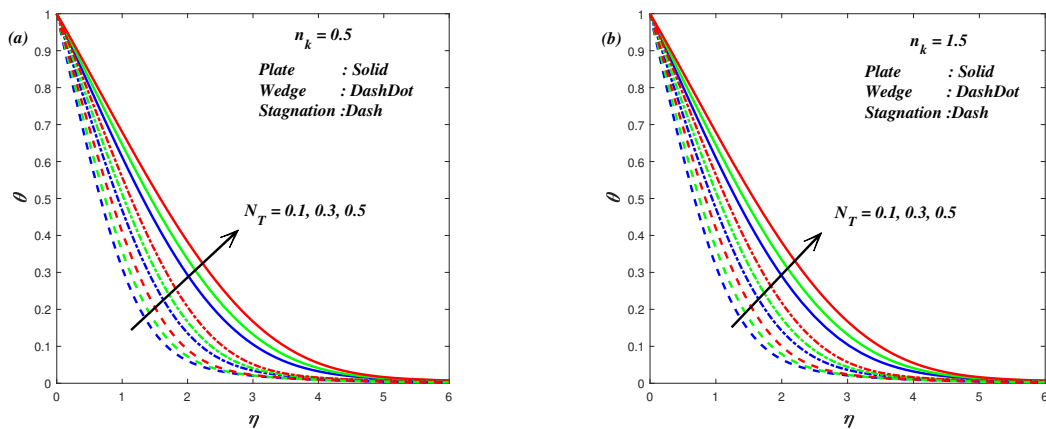 (a)
n_k = 0.5
Plate : Solid
Wedge : DashDot
Stagnation :Dash
N_T = 0.1, 0.3, 0.5
θ
1
0.9
0.8
0.7
0.6
0.5
0.4
0.3
0.2
0.1
0
0 1 2 3 4 5 6
η
(b)
n_k = 1.5
Plate : Solid
Wedge : DashDot
Stagnation :Dash
N_T = 0.1, 0.3, 0.5
θ
1
0.9
0.8
0.7
0.6
0.5
0.4
0.3
0.2
0.1
0
0 1 2 3 4 5 6
η